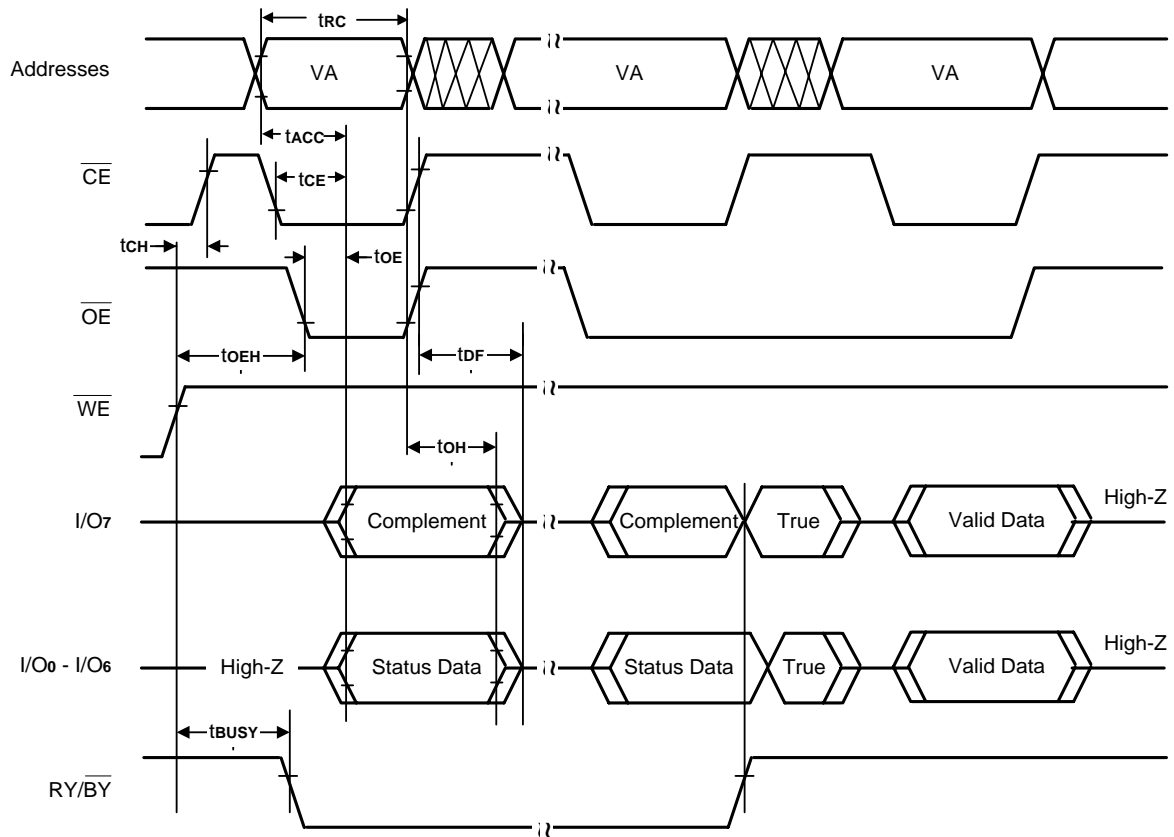 tRC
Addresses VA VA VA
tACC
CE
tCE
tCH
tOE
OE
tOEH
tDF
WE
tOH
I/O7 Complement Complement True Valid Data High-Z
I/O0 - I/O6 High-Z Status Data Status Data True Valid Data High-Z
tBUSY
RY/BY